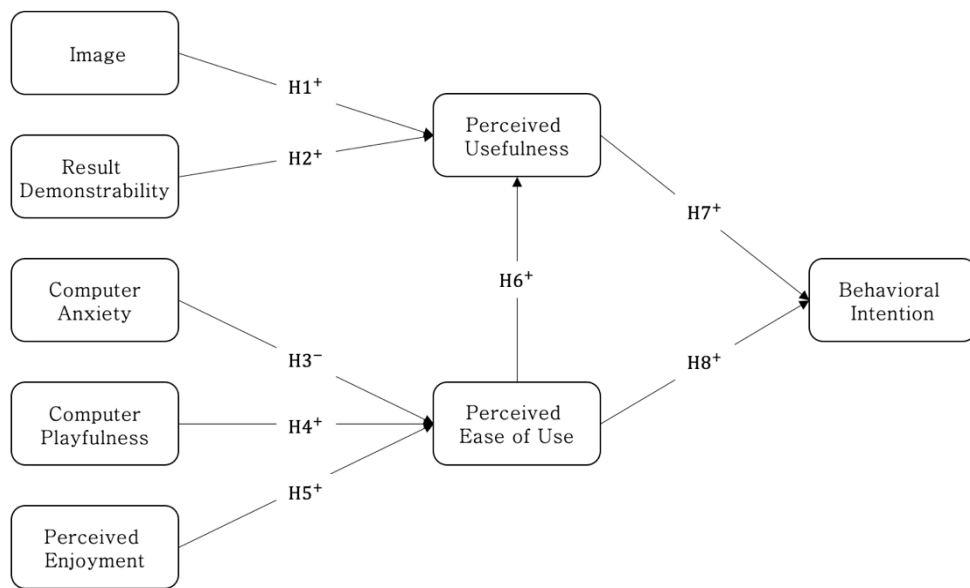 Image
H1⁺
Perceived
Usefulness
Result
Demonstrability
H2⁺
H7⁺
Computer
Anxiety
H6⁺
Behavioral
Intention
H3⁻
H8⁺
Computer
Playfulness
H4⁺
Perceived
Ease of Use
H5⁺
Perceived
Enjoyment